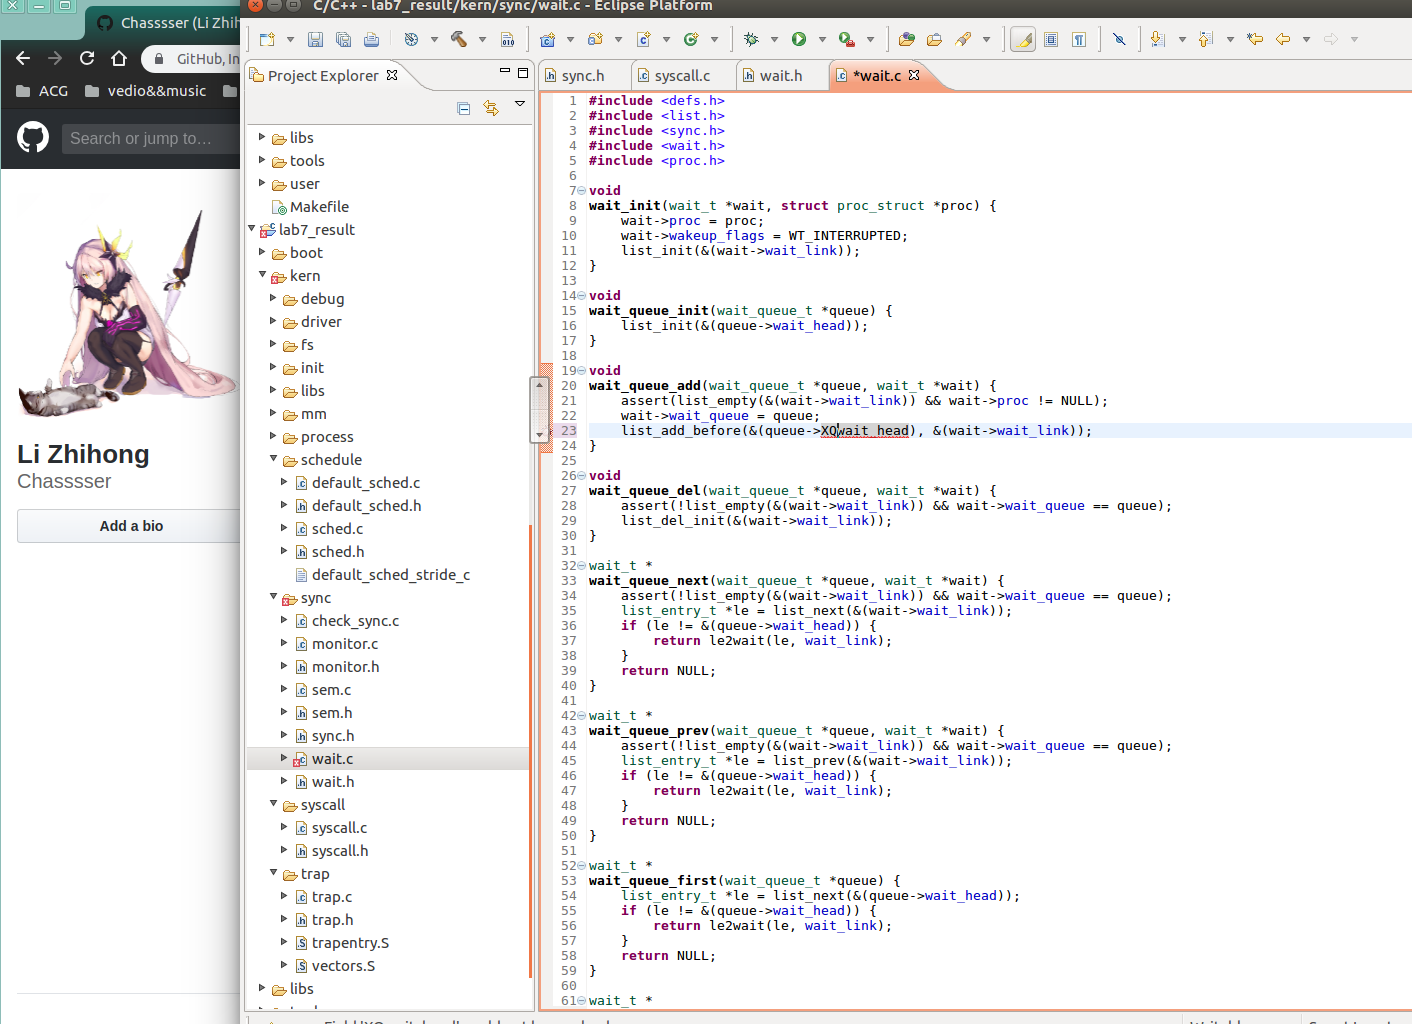 C/C++ - lab7_result/kern/sync/wait.c - Eclipse Platform
Chasssser (Li Zhih
GitHub, In
ACG
vedio&&music
Search or jump to…
Li Zhihong
Chasssser
Add a bio
Project Explorer
libs
tools
user
Makefile
lab7_result
boot
kern
debug
driver
fs
init
libs
mm
process
schedule
default_sched.c
default_sched.h
sched.c
sched.h
default_sched_stride_c
sync
check_sync.c
monitor.c
monitor.h
sem.c
sem.h
sync.h
wait.c
wait.h
syscall
syscall.c
syscall.h
trap
trap.c
trap.h
trapentry.S
vectors.S
libs
sync.h
syscall.c
wait.h
*wait.c
1 #include <defs.h>
2 #include <list.h>
3 #include <sync.h>
4 #include <wait.h>
5 #include <proc.h>
6
7 void
8 wait_init(wait_t *wait, struct proc_struct *proc) {
9     wait->proc = proc;
10     wait->wakeup_flags = WT_INTERRUPTED;
11     list_init(&(wait->wait_link));
12 }
13
14 void
15 wait_queue_init(wait_queue_t *queue) {
16     list_init(&(queue->wait_head));
17 }
18
19 void
20 wait_queue_add(wait_queue_t *queue, wait_t *wait) {
21     assert(list_empty(&(wait->wait_link)) && wait->proc != NULL);
22     wait->wait_queue = queue;
23     list_add_before(&(queue->XQwait_head), &(wait->wait_link));
24 }
25
26 void
27 wait_queue_del(wait_queue_t *queue, wait_t *wait) {
28     assert(!list_empty(&(wait->wait_link)) && wait->wait_queue == queue);
29     list_del_init(&(wait->wait_link));
30 }
31
32 wait_t *
33 wait_queue_next(wait_queue_t *queue, wait_t *wait) {
34     assert(!list_empty(&(wait->wait_link)) && wait->wait_queue == queue);
35     list_entry_t *le = list_next(&(wait->wait_link));
36     if (le != &(queue->wait_head)) {
37         return le2wait(le, wait_link);
38     }
39     return NULL;
40 }
41
42 wait_t *
43 wait_queue_prev(wait_queue_t *queue, wait_t *wait) {
44     assert(!list_empty(&(wait->wait_link)) && wait->wait_queue == queue);
45     list_entry_t *le = list_prev(&(wait->wait_link));
46     if (le != &(queue->wait_head)) {
47         return le2wait(le, wait_link);
48     }
49     return NULL;
50 }
51
52 wait_t *
53 wait_queue_first(wait_queue_t *queue) {
54     list_entry_t *le = list_next(&(queue->wait_head));
55     if (le != &(queue->wait_head)) {
56         return le2wait(le, wait_link);
57     }
58     return NULL;
59 }
60
61 wait_t *